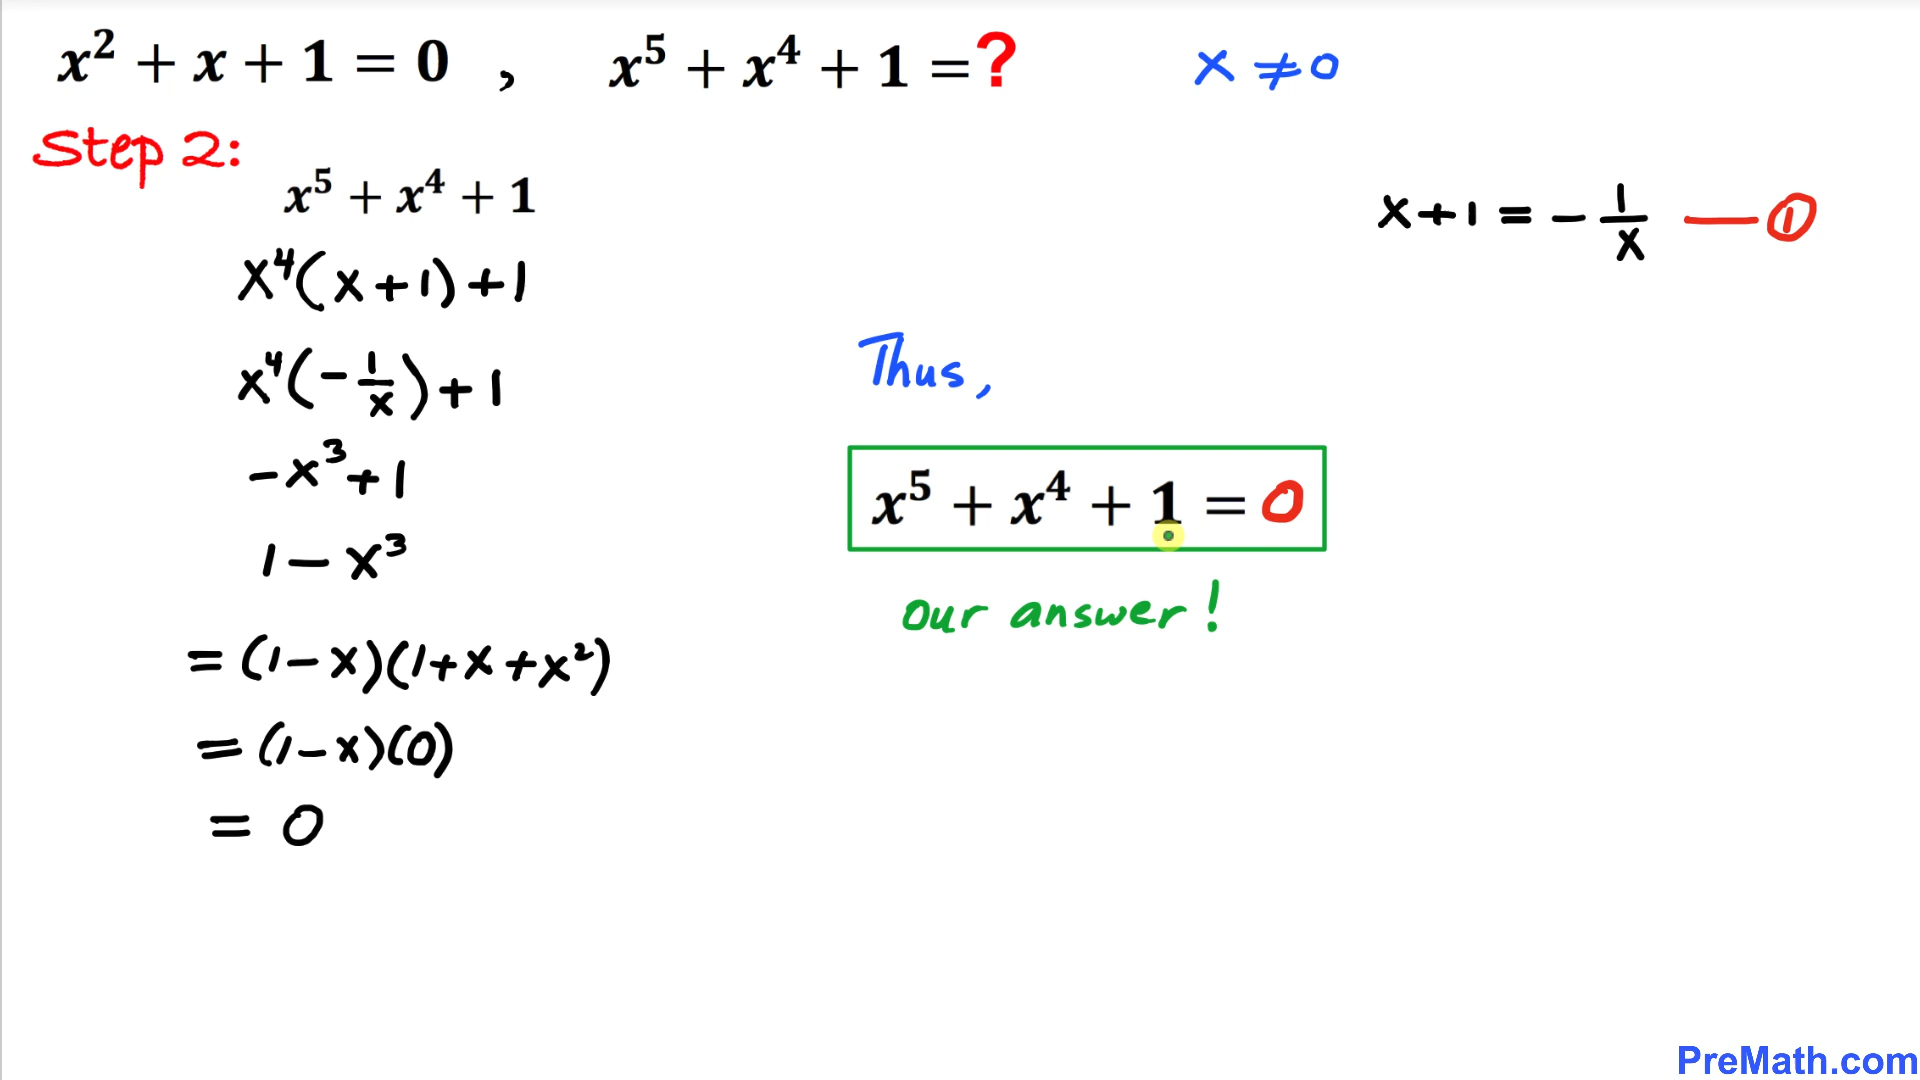 x² + x + 1 = 0 , x⁵ + x⁴ + 1 =? x ≠ 0
Step 2:
x⁵ + x⁴ + 1
x⁴(x+1)+1
x⁴(-1/x)+1
-x³+1
1-x³
=(1-x)(1+x+x²)
=(1-x)(0)
= 0
x+1 = -1/x —①
Thus,
x⁵ + x⁴ + 1 = 0
our answer!
PreMath.com